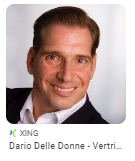 XING
Dario Delle Donne - Vertri...